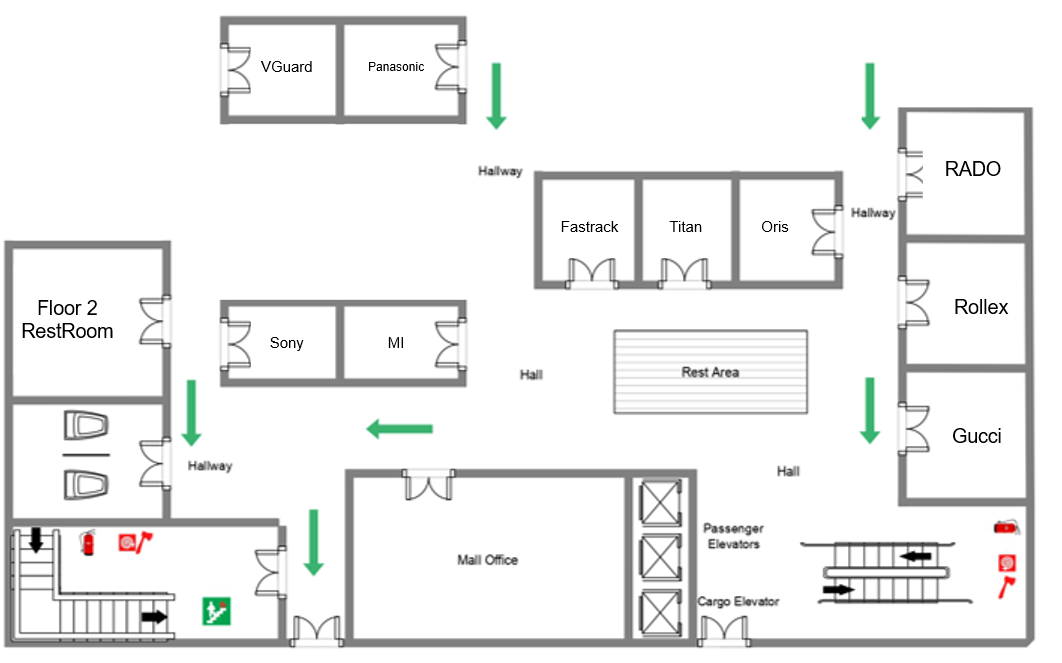 VGuard
Panasonic
Hallway
RADO
Fastrack
Titan
Oris
Hallway
Floor 2
RestRoom
Rollex
Sony
MI
Hall
Rest Area
Gucci
Hallway
Hall
Passenger
Elevators
Mall Office
Cargo Elevator